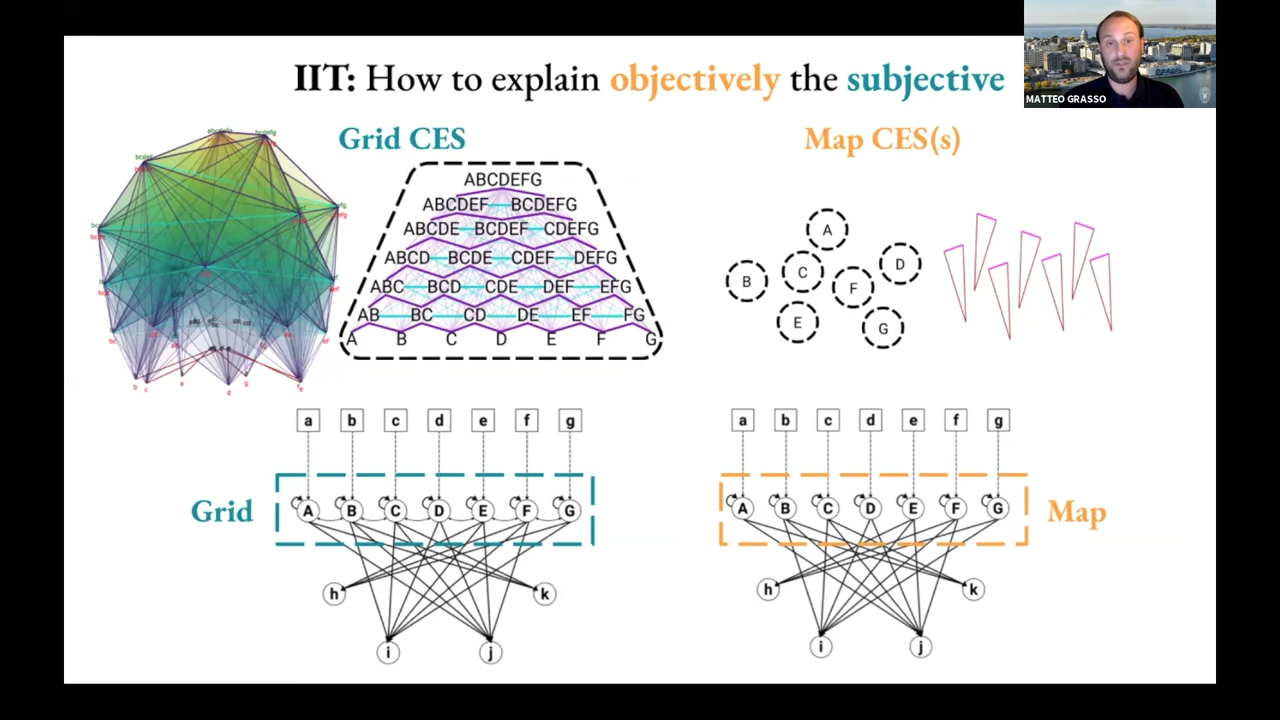 IIT: How to explain objectively the subjective
MATTEO GRASSO
Grid CES
Map CES(s)
ABCDEFG
ABCDEF BCDEFG
ABCDE BCDEF CDEFG
ABCD BCDE CDEF DEFG
ABC BCD CDE DEF EFG
AB BC CD DE EF FG
A B C D E F G
A
B
C
D
F
E
G
a b c d e f g
Grid
A B C D E F G
h k
i j
a b c d e f g
A B C D E F G
Map
h k
i j